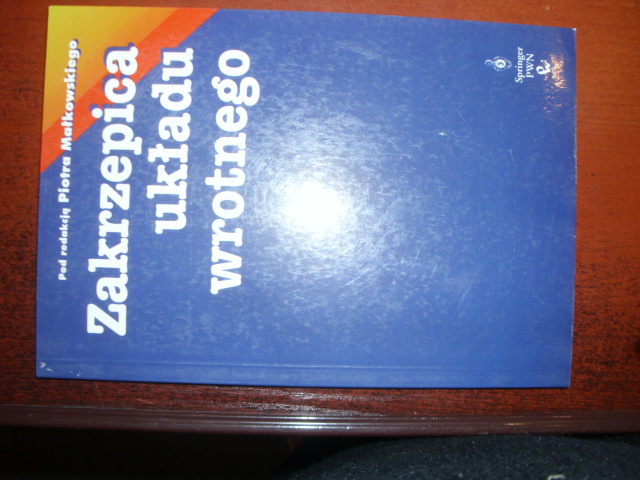 Pod redakcją Piotra Małkowskiego
Zakrzepica
układu
wrotnego
Springer
PWN